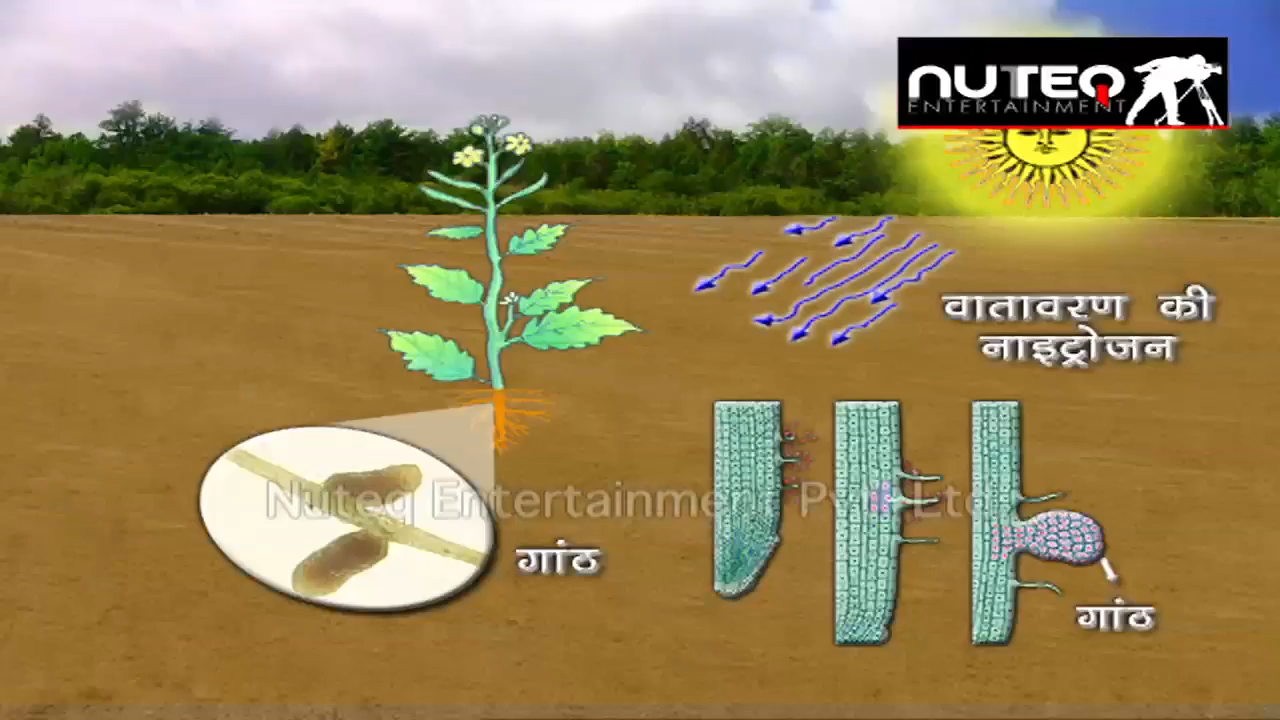 NUTEQ
ENTERTAINMENT
वातावरण की
नाइट्रोजन
Nuteq Entertainment Pvt. Ltd.
गांठ
गांठ